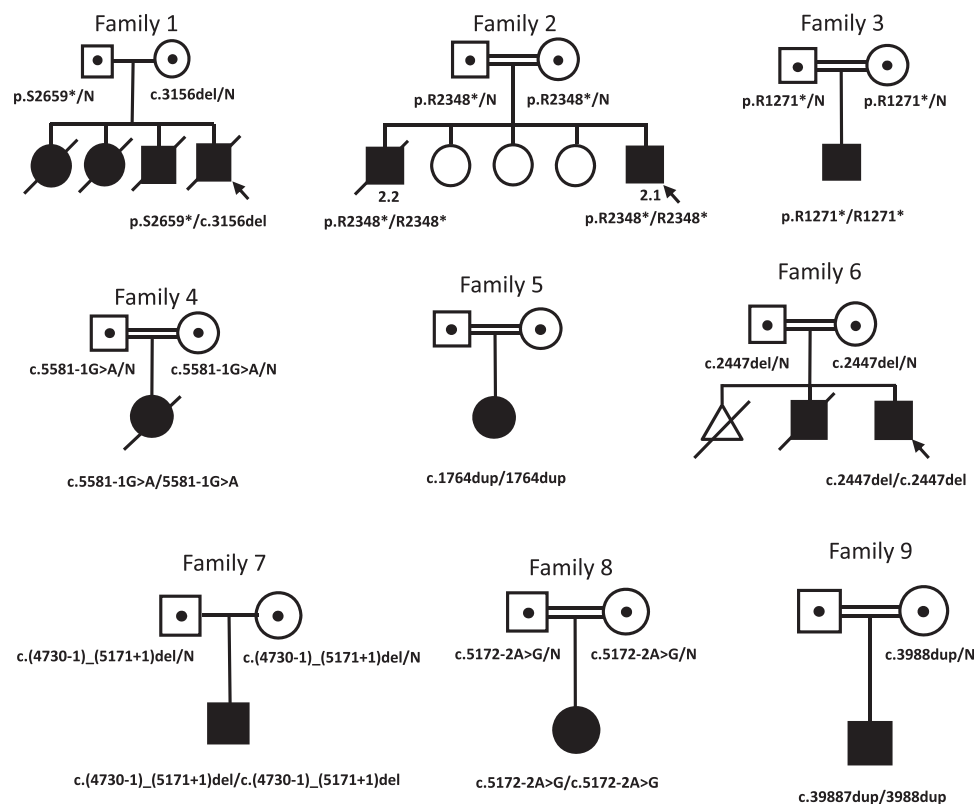 Family 1
p.S2659*/N
c.3156del/N
p.S2659*/c.3156del
Family 2
p.R2348*/N
p.R2348*/N
2.2
p.R2348*/R2348*
2.1
p.R2348*/R2348*
Family 3
p.R1271*/N
p.R1271*/N
p.R1271*/R1271*
Family 4
c.5581-1G>A/N
c.5581-1G>A/N
c.5581-1G>A/5581-1G>A
Family 5
c.1764dup/1764dup
Family 6
c.2447del/N
c.2447del/N
c.2447del/c.2447del
Family 7
c.(4730-1)_(5171+1)del/N
c.(4730-1)_(5171+1)del/N
c.(4730-1)_(5171+1)del/c.(4730-1)_(5171+1)del
Family 8
c.5172-2A>G/N
c.5172-2A>G/N
c.5172-2A>G/c.5172-2A>G
Family 9
c.3988dup/N
c.39887dup/3988dup